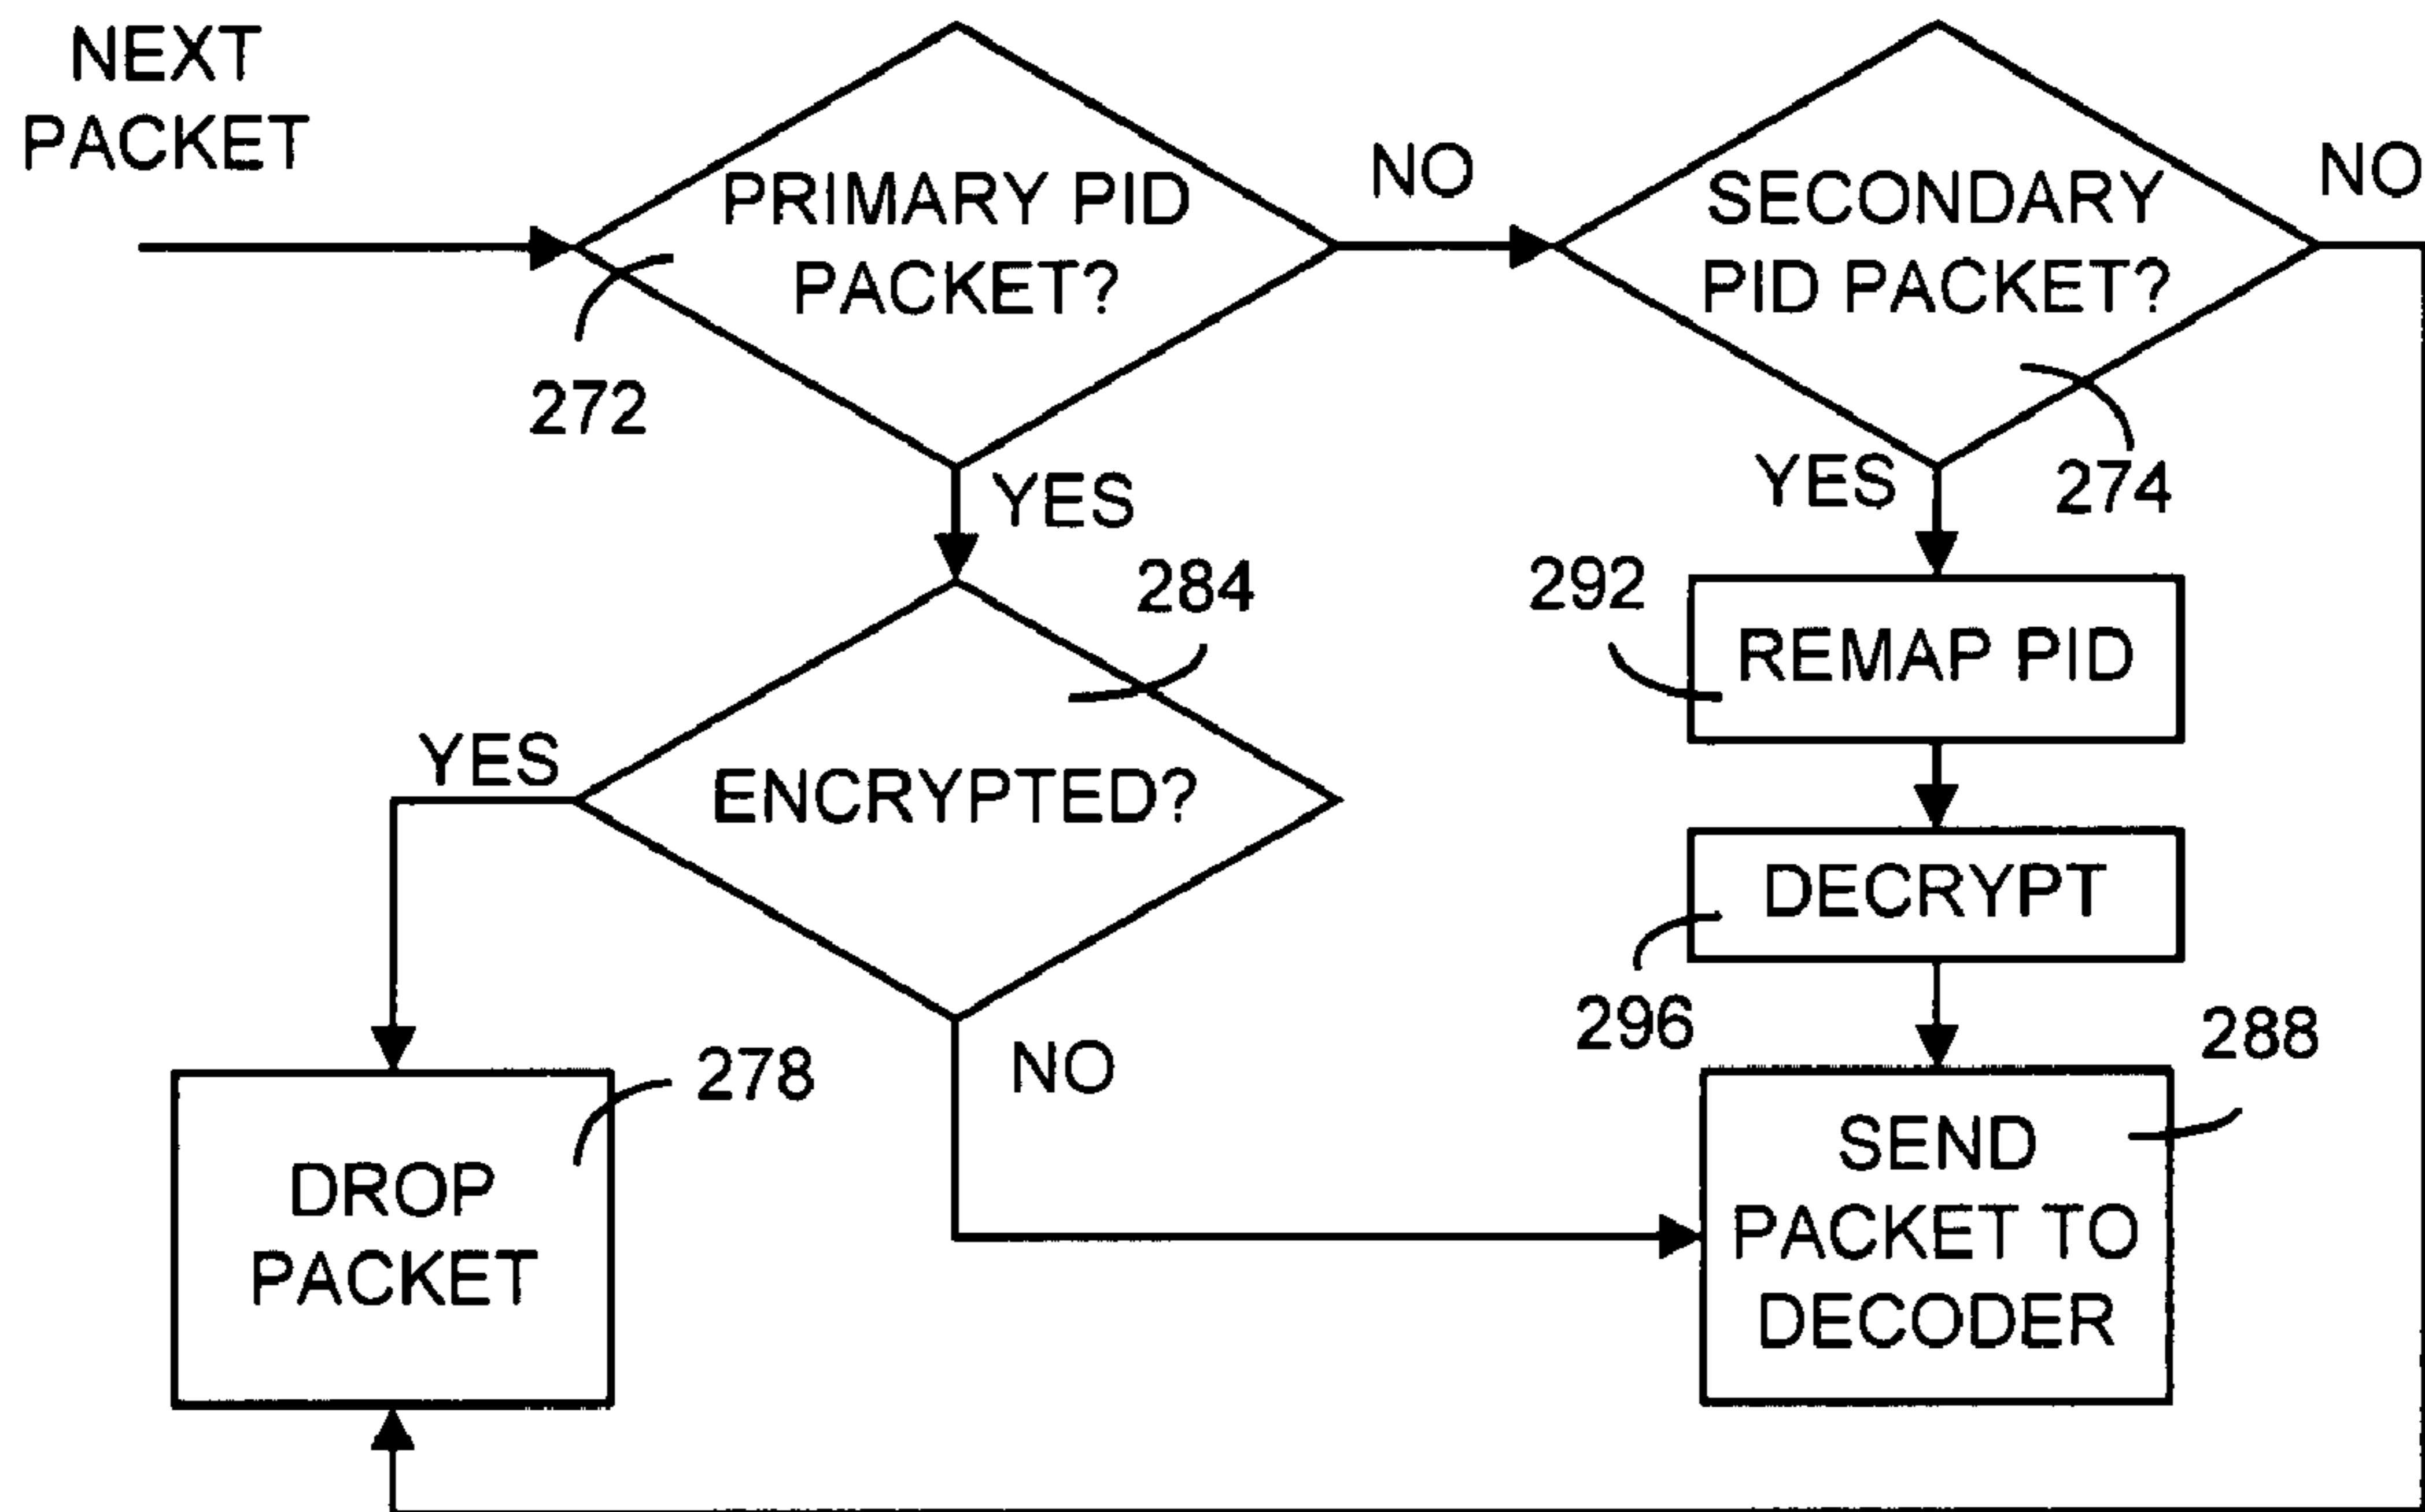 NEXT
PACKET
PRIMARY PID
PACKET?
272
NO
SECONDARY
PID PACKET?
274
NO
YES
YES
284
ENCRYPTED?
YES
NO
292
REMAP PID
DECRYPT
296
278
DROP
PACKET
288
SEND
PACKET TO
DECODER